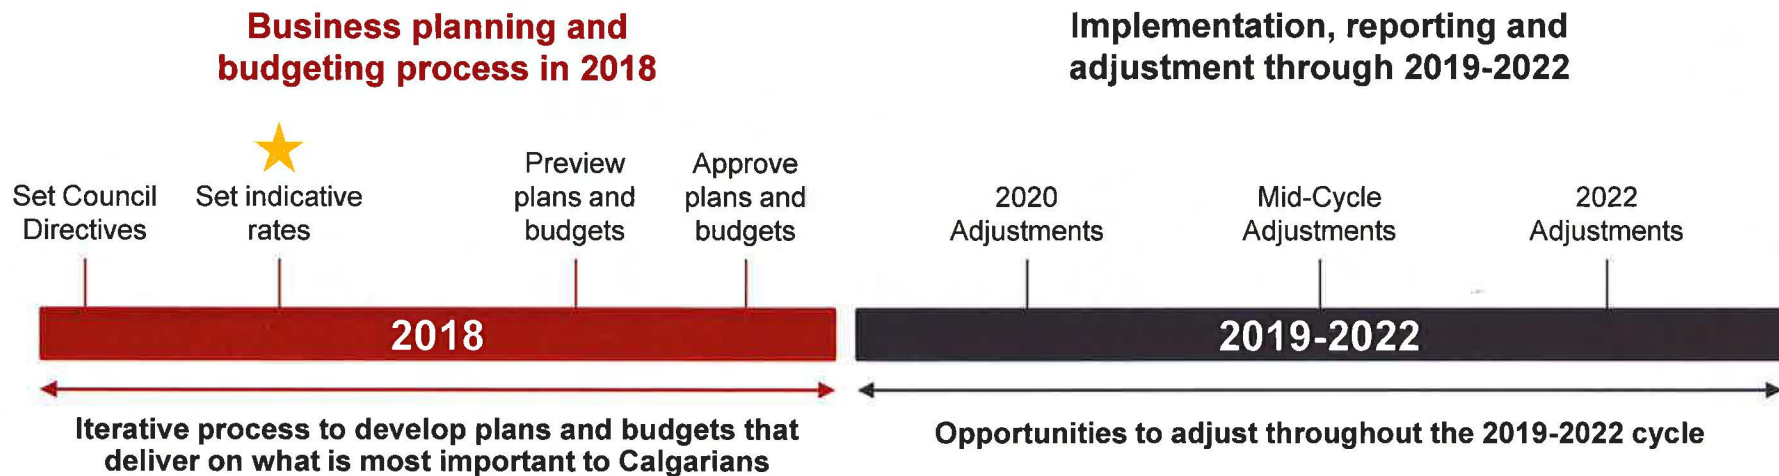 Business planning and
budgeting process in 2018
Implementation, reporting and
adjustment through 2019-2022
Set Council
Directives
Set indicative
rates
Preview
plans and
budgets
Approve
plans and
budgets
2020
Adjustments
Mid-Cycle
Adjustments
2022
Adjustments
2018
2019-2022
Iterative process to develop plans and budgets that
deliver on what is most important to Calgarians
Opportunities to adjust throughout the 2019-2022 cycle